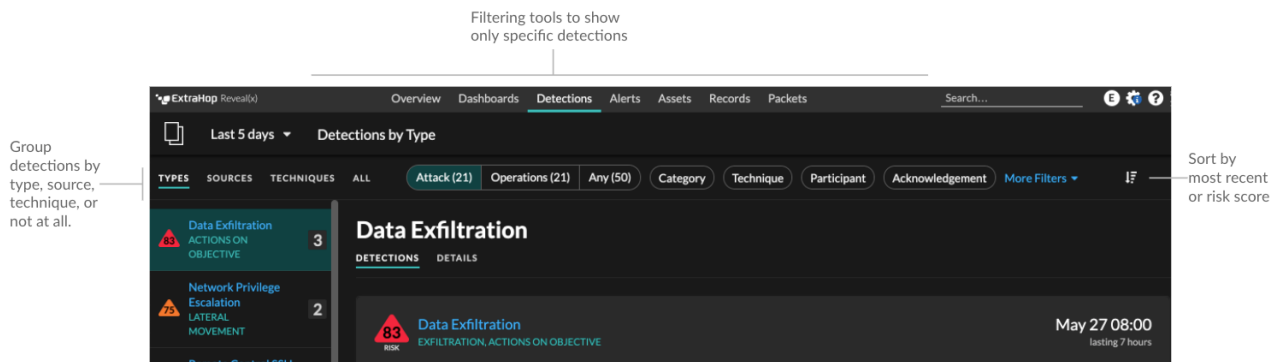 Filtering tools to show
only specific detections
ExtraHop Reveal(x)
Overview Dashboards Detections Alerts Assets Records Packets
Search...
E
?
Last 5 days
Detections by Type
Group
detections by
type, source,
technique, or
not at all.
TYPES SOURCES TECHNIQUES ALL
Attack (21) Operations (21) Any (50) Category Technique Participant Acknowledgement More Filters
Sort by
most recent
or risk score
83
Data Exfiltration
ACTIONS ON
OBJECTIVE
3
75
Network Privilege
Escalation
LATERAL
MOVEMENT
2
Data Exfiltration
DETECTIONS DETAILS
83
RISK
Data Exfiltration
EXFILTRATION, ACTIONS ON OBJECTIVE
May 27 08:00
lasting 7 hours